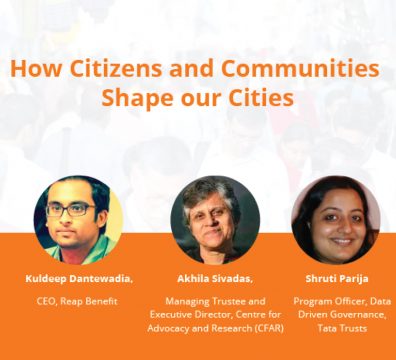 How Citizens and Communities
Shape our Cities
Kuldeep Dantewadia,
CEO, Reap Benefit
Akhila Sivadas,
Managing Trustee and
Executive Director, Centre for
Advocacy and Research (CFAR)
Shruti Parija
Program Officer, Data
Driven Governance,
Tata Trusts